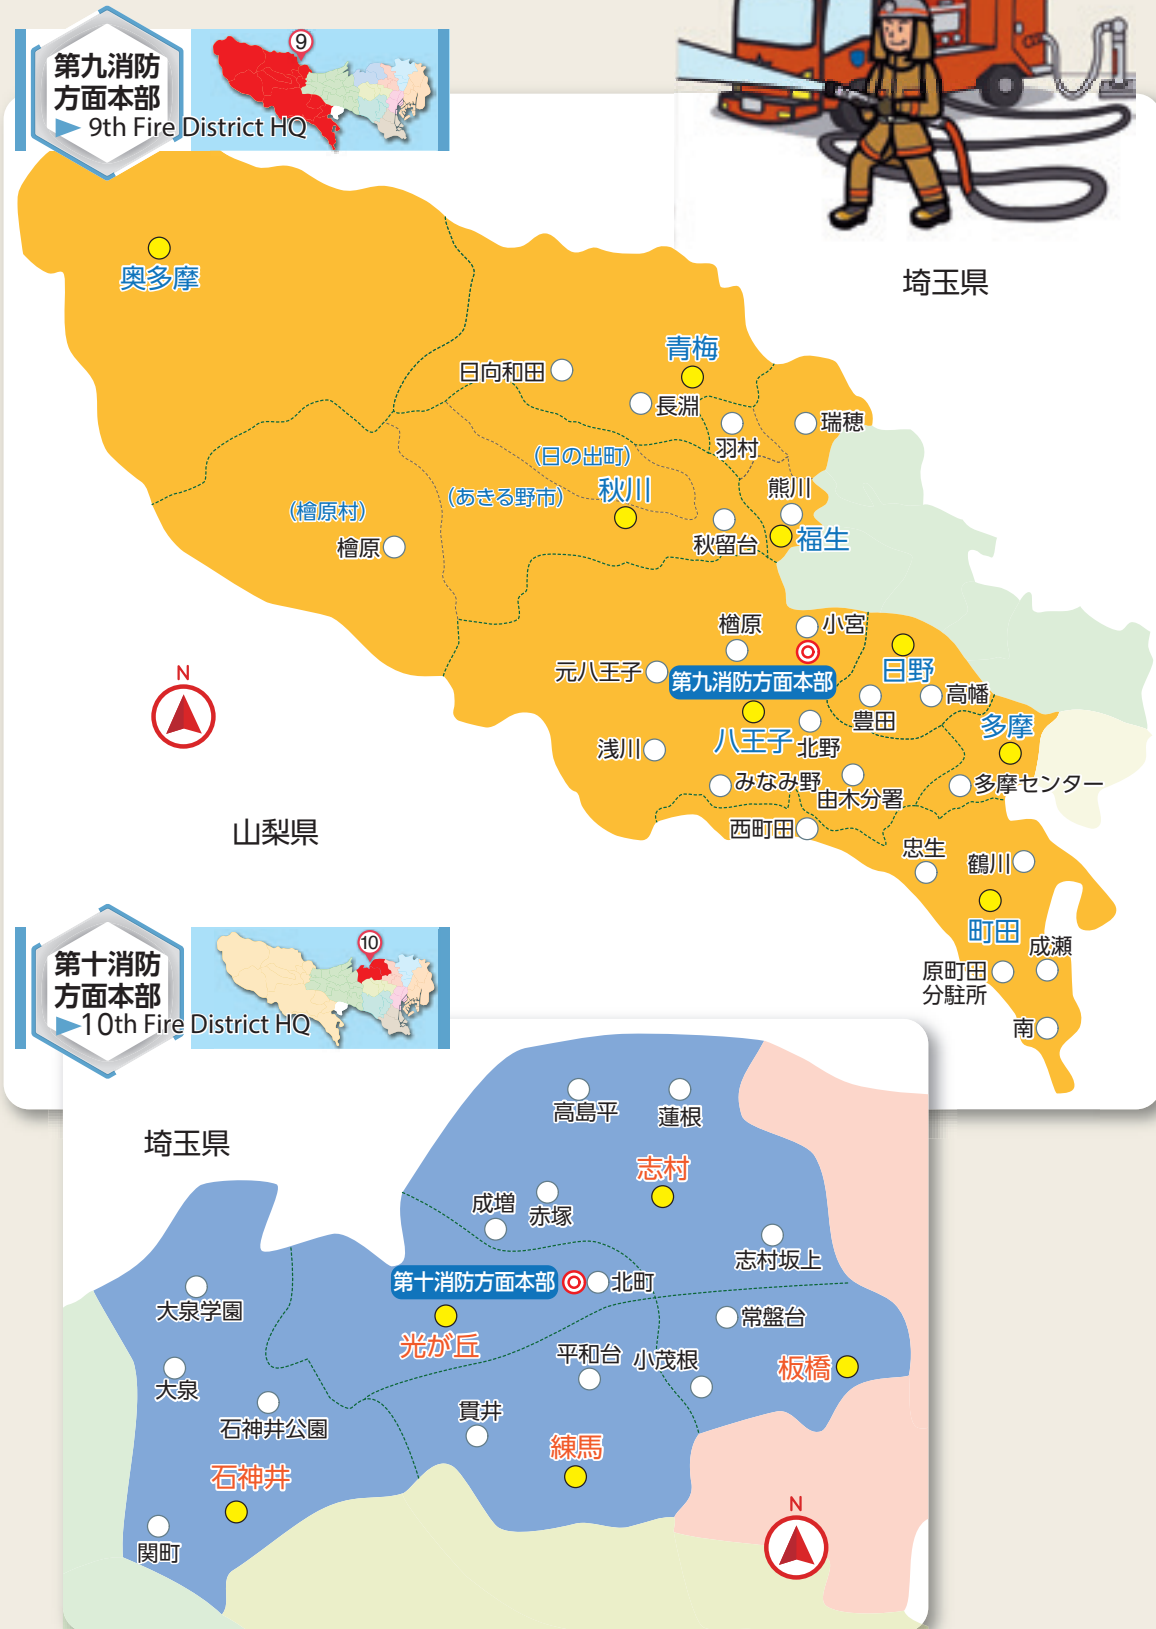 第九消防
方面本部
9th Fire District HQ
9
埼玉県
奥多摩
青梅
日向和田
長淵
羽村
瑞穂
(日の出町)
(あきる野市)
秋川
熊川
(檜原村)
檜原
秋留台
福生
楢原
小宮
元八王子
第九消防方面本部
日野
高幡
豊田
八王子
北野
多摩
浅川
みなみ野
由木分署
多摩センター
西町田
N
山梨県
忠生
鶴川
町田
成瀬
原町田
分駐所
南
第十消防
方面本部
10th Fire District HQ
10
埼玉県
高島平
蓮根
志村
成増
赤塚
志村坂上
第十消防方面本部
北町
大泉学園
光が丘
常盤台
平和台
小茂根
板橋
大泉
石神井公園
貫井
練馬
石神井
関町
N